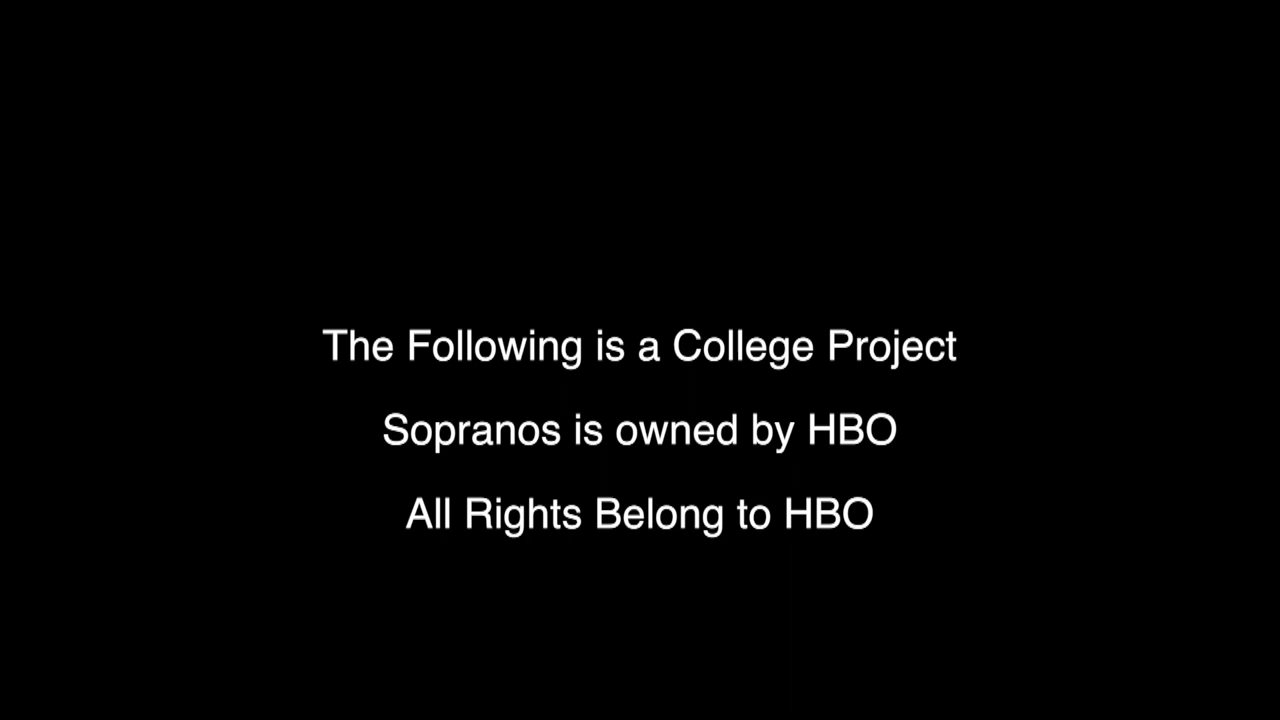 The Following is a College Project
Sopranos is owned by HBO
All Rights Belong to HBO